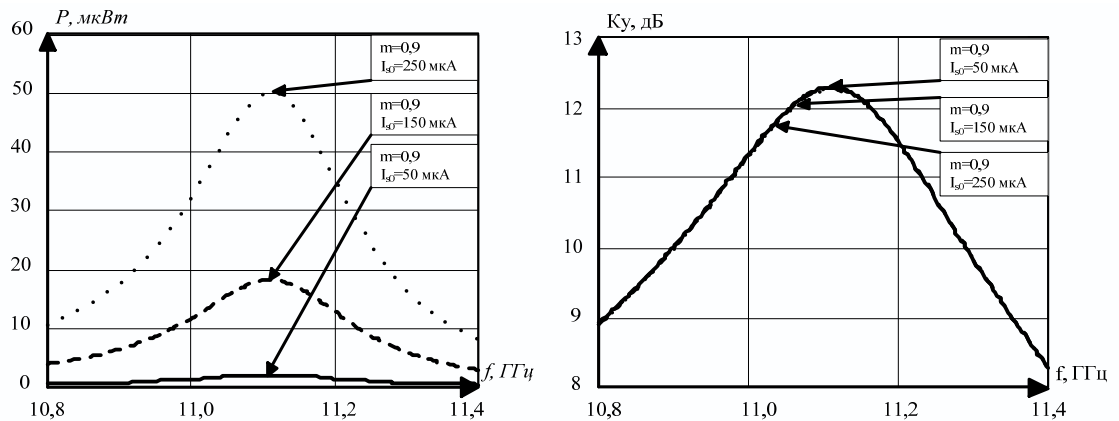 P, мкВт
60
50
40
30
20
10
0
10,8
11,0
11,2
11,4
f, ГГц
m=0,9
Is0=250 мкА
m=0,9
Is0=150 мкА
m=0,9
Is0=50 мкА
Ку, дБ
13
12
11
10
9
8
10,8
11,0
11,2
11,4
f, ГГц
m=0,9
Is0=50 мкА
m=0,9
Is0=150 мкА
m=0,9
Is0=250 мкА